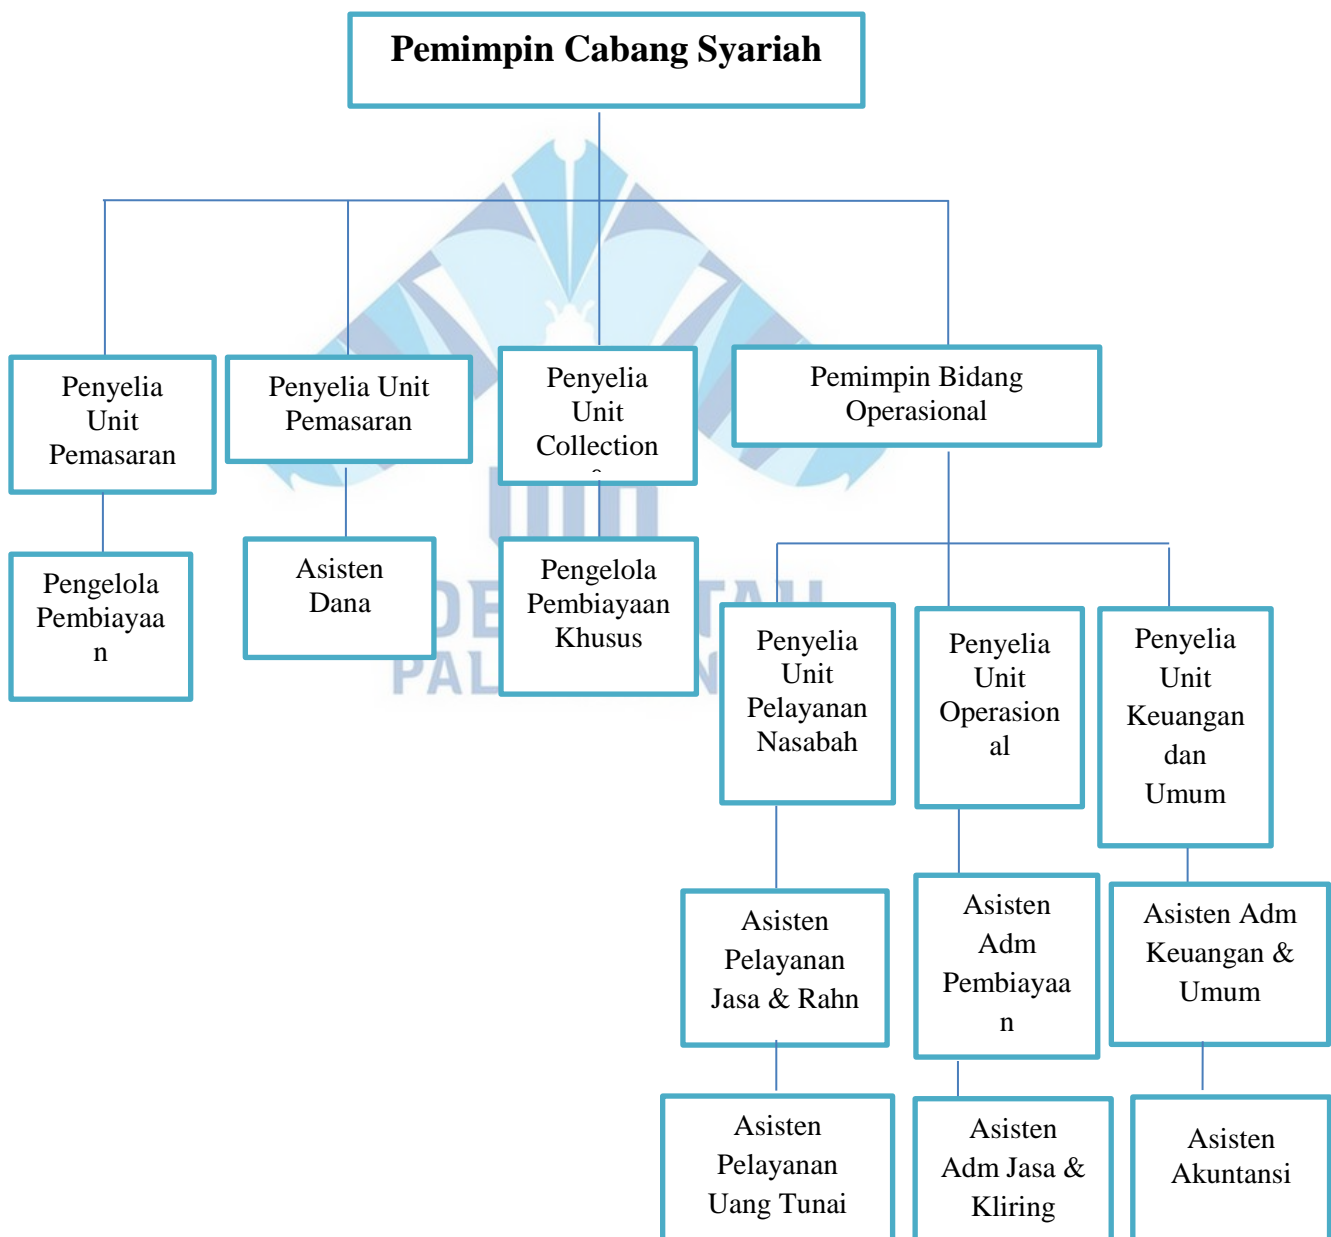 Pemimpin Cabang Syariah
Penyelia
Unit
Pemasaran
Penyelia Unit
Pemasaran
Penyelia
Unit
Collection
Pemimpin Bidang
Operasional
Pengelola
Pembiayaa
n
Asisten
Dana
Pengelola
Pembiayaan
Khusus
Penyelia
Unit
Pelayanan
Nasabah
Penyelia
Unit
Operasion
al
Penyelia
Unit
Keuangan
dan
Umum
Asisten
Pelayanan
Jasa & Rahn
Asisten
Adm
Pembiayaa
n
Asisten Adm
Keuangan &
Umum
Asisten
Pelayanan
Uang Tunai
Asisten
Adm Jasa &
Kliring
Asisten
Akuntansi